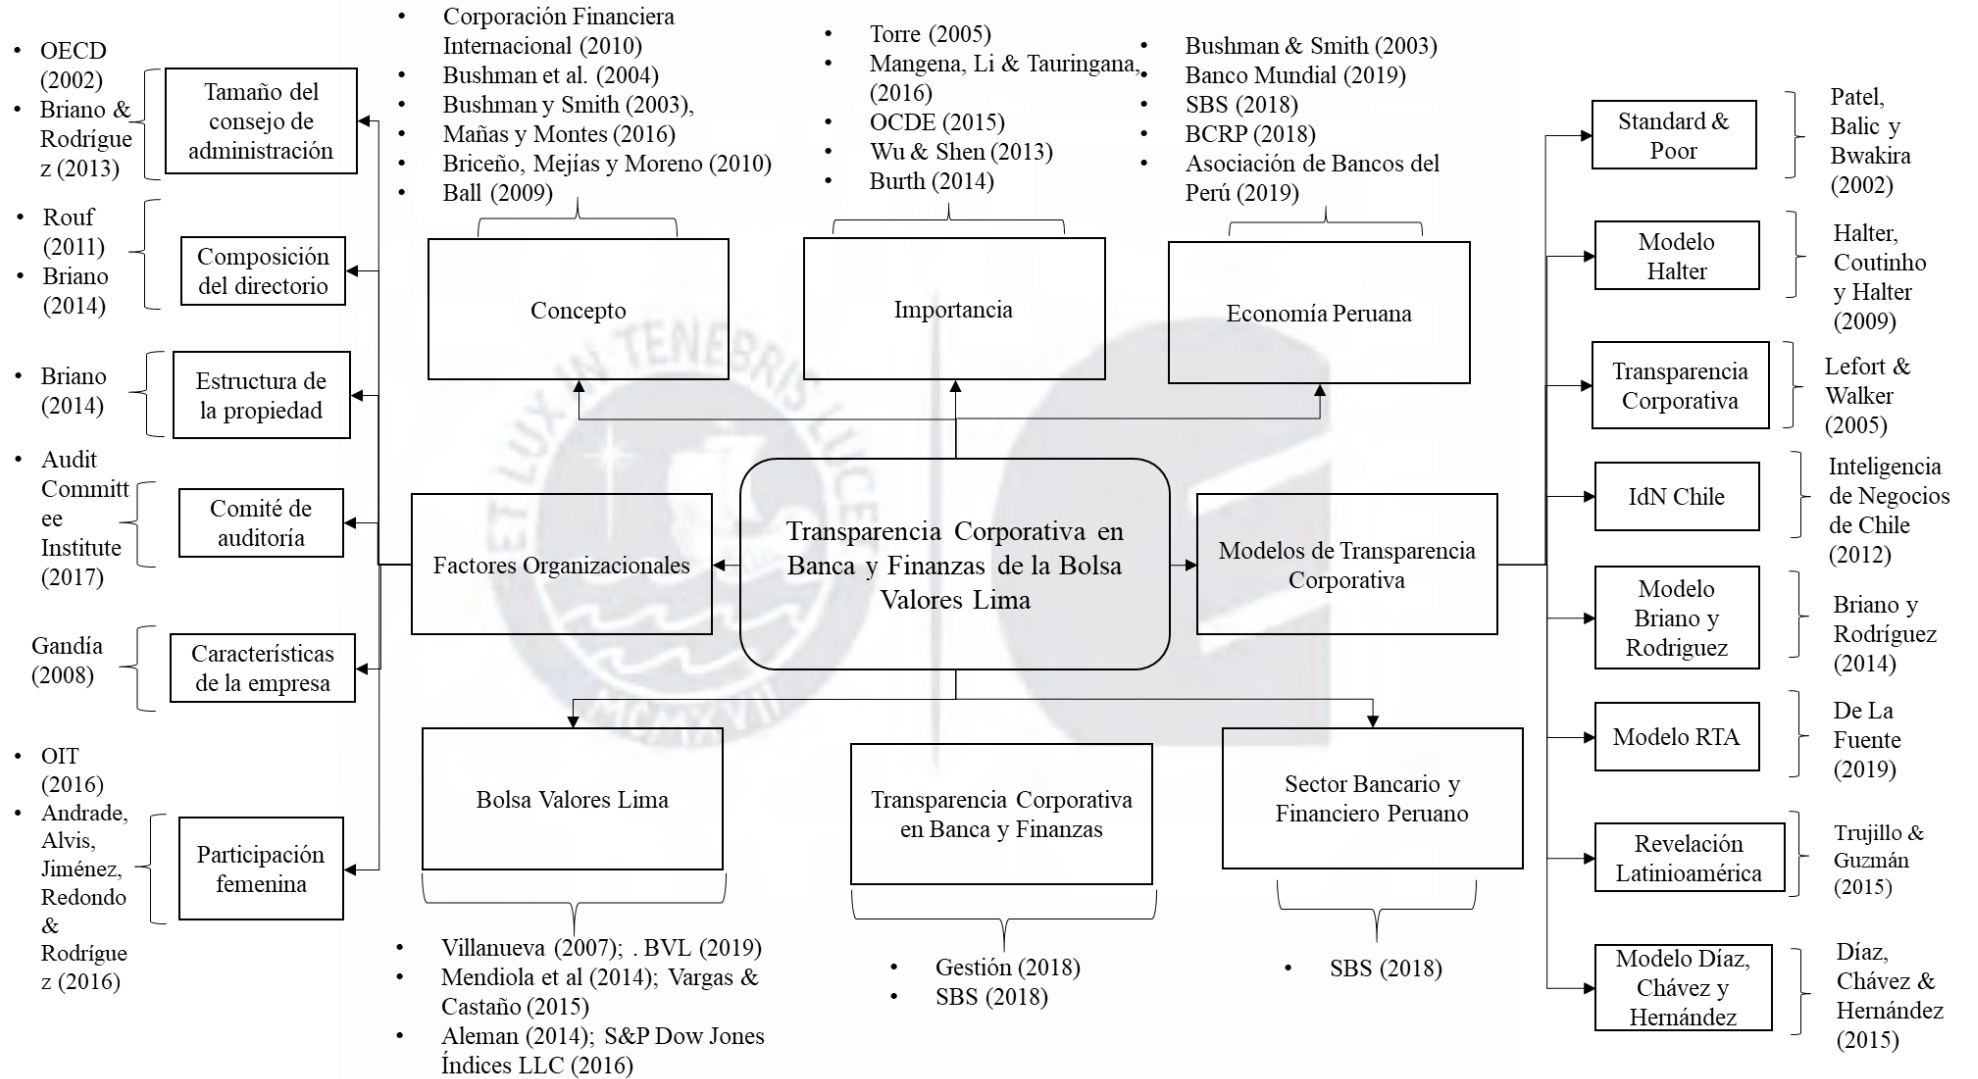 OECD
(2002)
Briano &
Rodrígue
z (2013)
Tamaño del
consejo de
administración
Rouf
(2011)
Briano
(2014)
Composición
del directorio
Briano
(2014)
Estructura de
la propiedad
Audit
Committ
ee
Institute
(2017)
Comité de
auditoría
Gandía
(2008)
Características
de la empresa
OIT
(2016)
Andrade,
Alvis,
Jiménez,
Redondo
&
Rodrígue
z (2016)
Participación
femenina
Factores Organizacionales
Corporación Financiera
Internacional (2010)
Bushman et al. (2004)
Bushman y Smith (2003),
Mañas y Montes (2016)
Briceño, Mejías y Moreno (2010)
Ball (2009)
Concepto
Torre (2005)
Mangena, Li & Tauringana,
(2016)
OCDE (2015)
Wu & Shen (2013)
Burth (2014)
Importancia
Bushman & Smith (2003)
Banco Mundial (2019)
SBS (2018)
BCRP (2018)
Asociación de Bancos del
Perú (2019)
Economía Peruana
Transparencia Corporativa en
Banca y Finanzas de la Bolsa
Valores Lima
Bolsa Valores Lima
Villanueva (2007); . BVL (2019)
Mendiola et al (2014); Vargas &
Castaño (2015)
Aleman (2014); S&P Dow Jones
Índices LLC (2016)
Transparencia Corporativa
en Banca y Finanzas
Gestión (2018)
SBS (2018)
Sector Bancario y
Financiero Peruano
SBS (2018)
Modelos de Transparencia
Corporativa
Standard &
Poor
Patel,
Balic y
Bwakira
(2002)
Modelo
Halter
Halter,
Coutinho
y Halter
(2009)
Transparencia
Corporativa
Lefort &
Walker
(2005)
IdN Chile
Inteligencia
de Negocios
de Chile
(2012)
Modelo
Briano y
Rodriguez
Briano y
Rodríguez
(2014)
Modelo RTA
De La
Fuente
(2019)
Revelación
Latinioamérica
Trujillo &
Guzmán
(2015)
Modelo Díaz,
Chávez y
Hernández
Díaz,
Chávez &
Hernández
(2015)
ET LUX IN TENEBRIS LUCET
MCMXVII